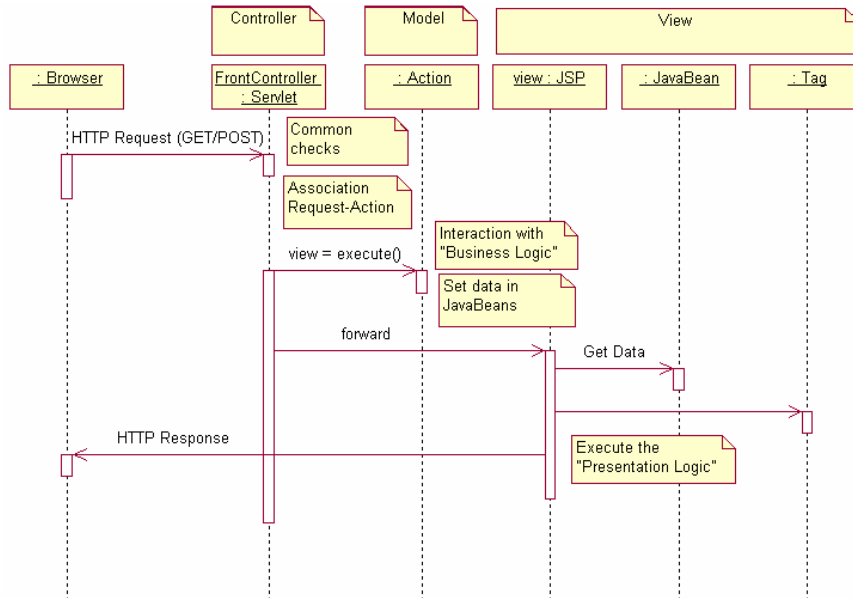 Controller
Model
View
: Browser
FrontController
: Servlet
: Action
view : JSP
: JavaBean
: Tag
HTTP Request (GET/POST)
Common
checks
Association
Request-Action
Interaction with
"Business Logic"
view = execute()
Set data in
JavaBeans
forward
Get Data
HTTP Response
Execute the
"Presentation Logic"